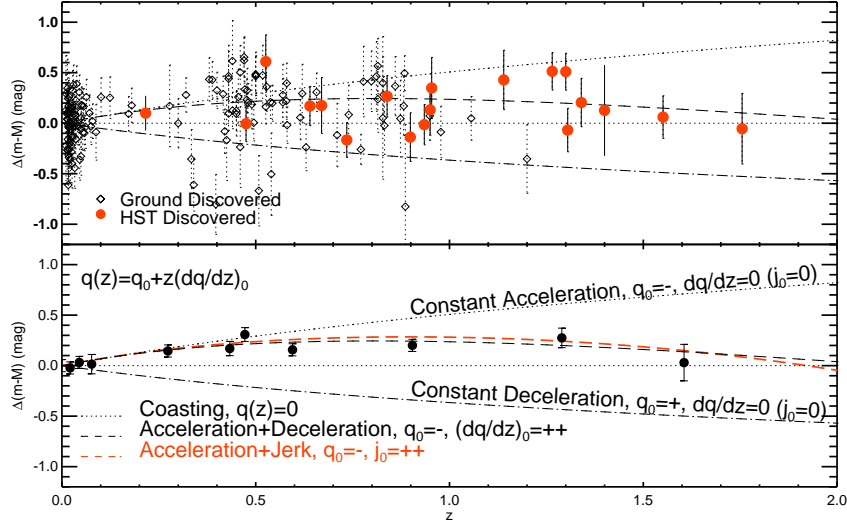 Δ(m-M) (mag)
1.0
0.5
0.0
-0.5
-1.0
Ground Discovered
HST Discovered
Δ(m-M) (mag)
1.0
0.5
0.0
-0.5
-1.0
q(z)=q₀+z(dq/dz)₀
Constant Acceleration, q₀=-, dq/dz=0 (j₀=0)
Constant Deceleration, q₀=+, dq/dz=0 (j₀=0)
Coasting, q(z)=0
Acceleration+Deceleration, q₀=-, (dq/dz)₀=++
Acceleration+Jerk, q₀=-, j₀=++
0.0 0.5 1.0 1.5 2.0
z